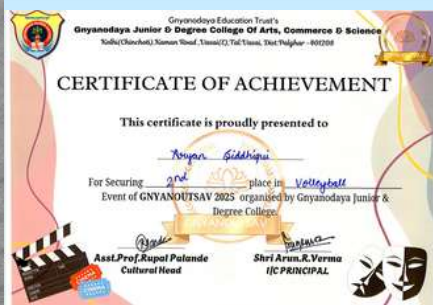 Gnyanodaya Education Trust's
Gnyanodaya Junior & Degree College Of Arts, Commerce & Science
CERTIFICATE OF ACHIEVEMENT
This certificate is proudly presented to
For Securing 2nd place in Volleyball
Event of GNYANOUTSAV 2025 organised by Gnyanodaya Junior &
Degree College.
Asst.Prof.Rupal Palande
Cultural Head
Shri Arun.R.Verma
I/C PRINCIPAL